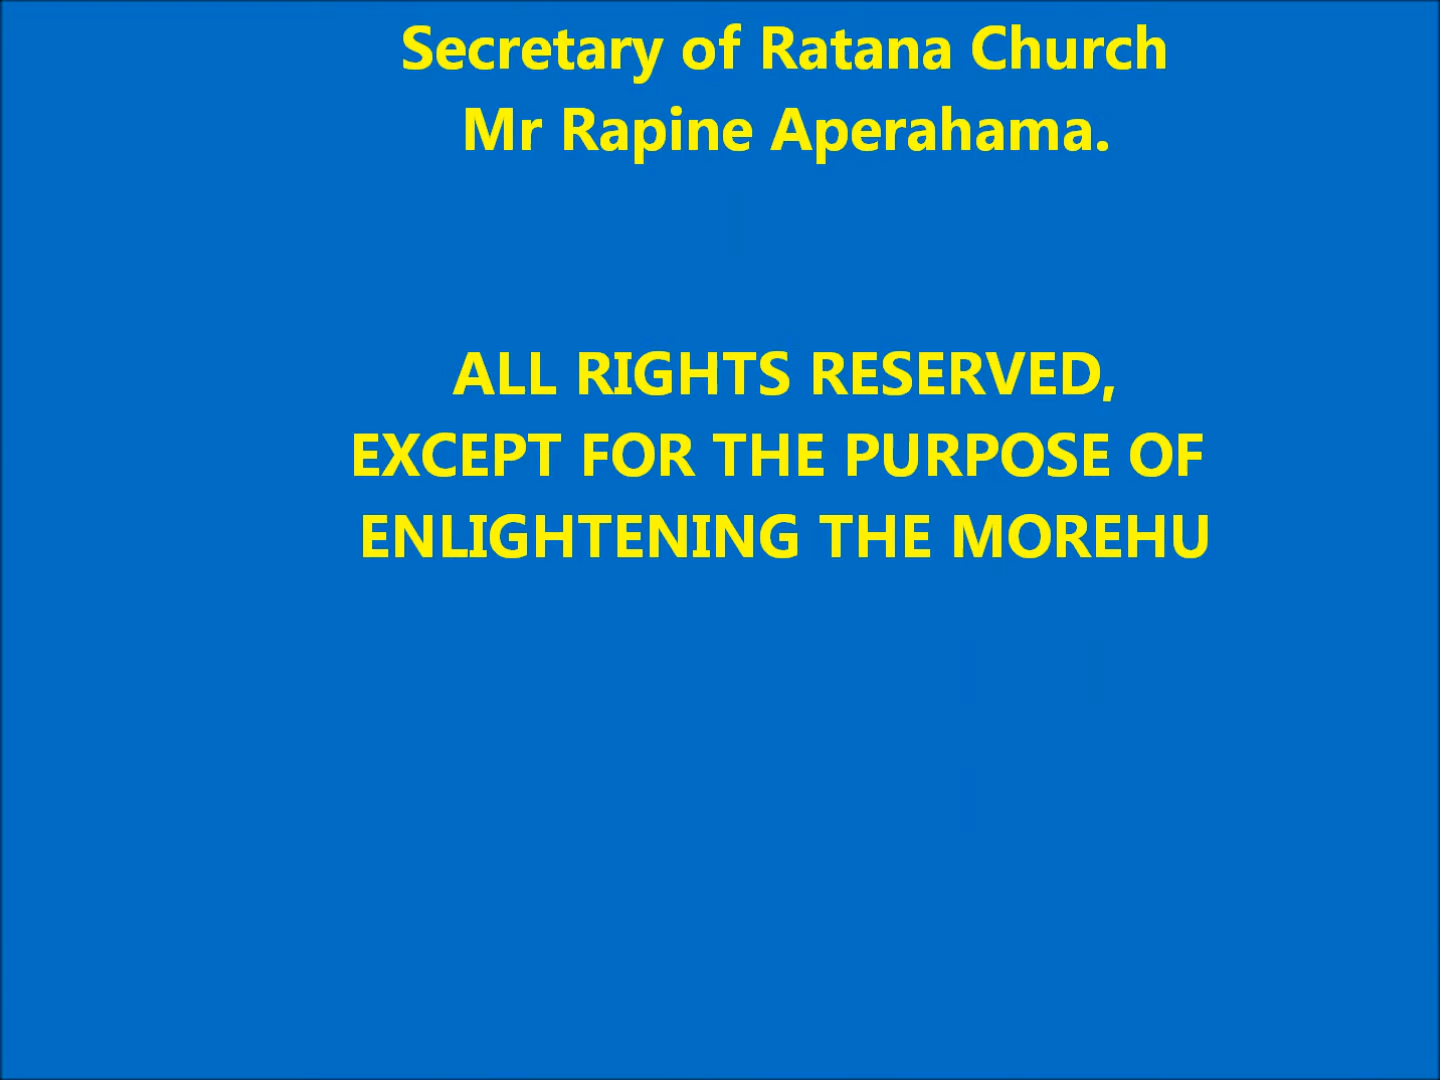 Secretary of Ratana Church
Mr Rapine Aperahama.
ALL RIGHTS RESERVED,
EXCEPT FOR THE PURPOSE OF
ENLIGHTENING THE MOREHU